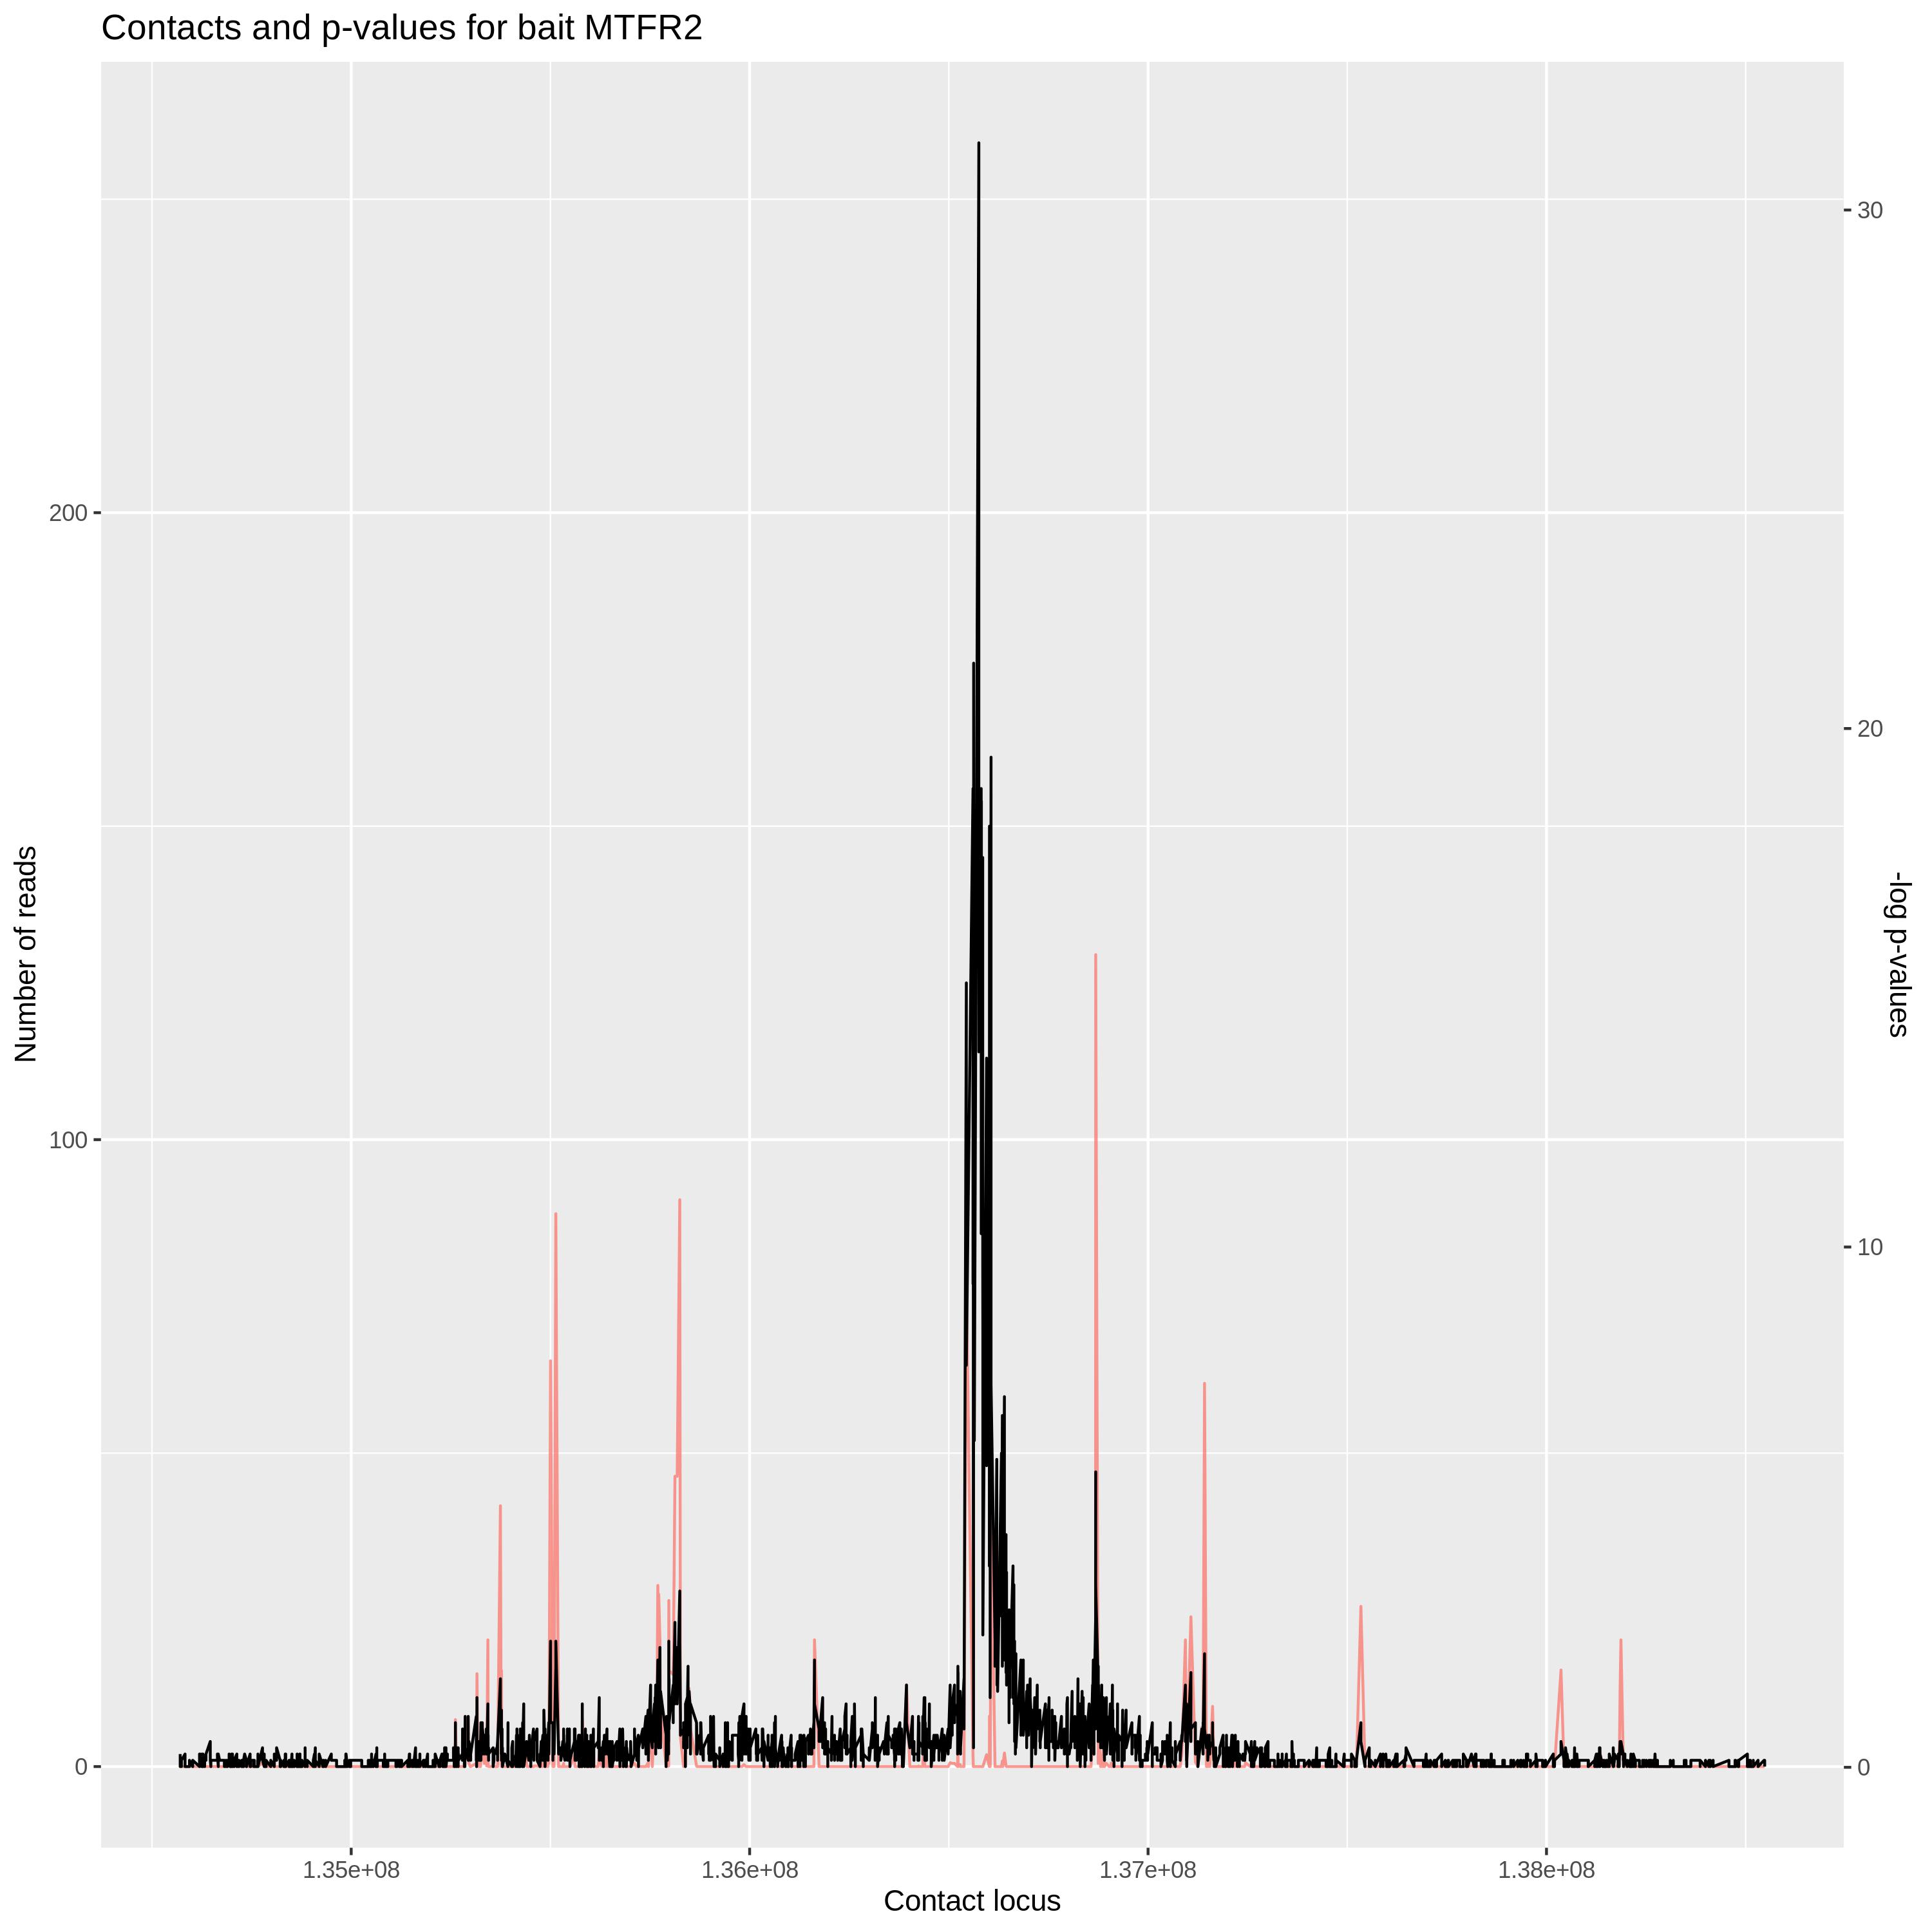 Contacts and p-values for bait MTFR2
Number of reads
200
100
0
30
20
10
0
-log p-values
1.35e+08
1.36e+08
1.37e+08
1.38e+08
Contact locus